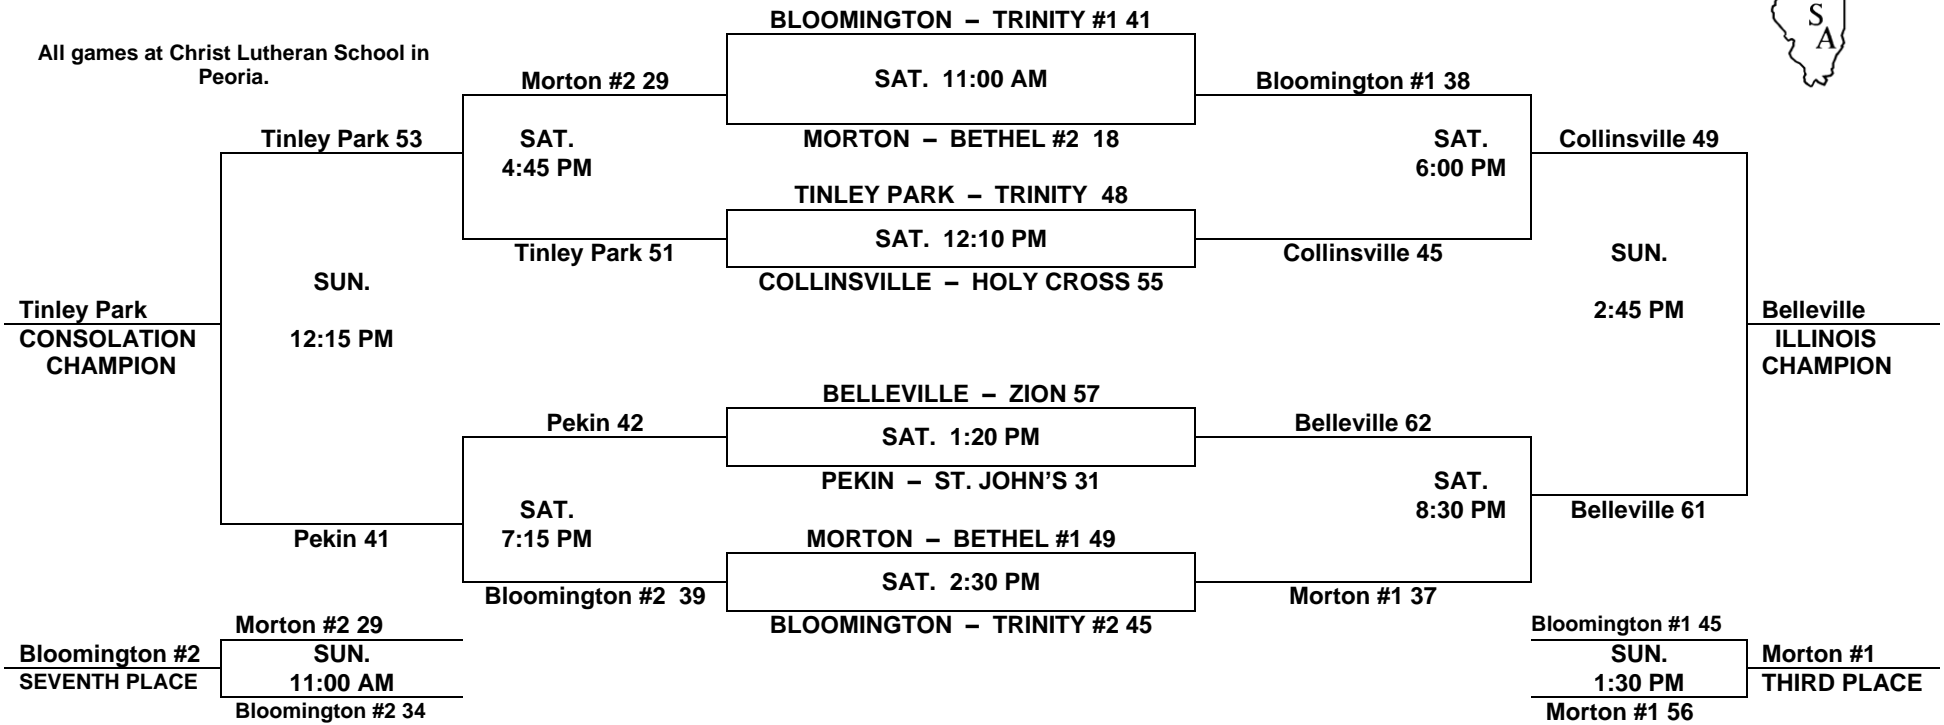 BLOOMINGTON – TRINITY #1 41
S
A
All games at Christ Lutheran School in
Peoria.
Morton #2 29
SAT. 11:00 AM
Bloomington #1 38
Tinley Park 53
SAT.
4:45 PM
MORTON – BETHEL #2 18
SAT.
6:00 PM
Collinsville 49
TINLEY PARK – TRINITY 48
SAT. 12:10 PM
Tinley Park 51
Collinsville 45
COLLINSVILLE – HOLY CROSS 55
SUN.
12:15 PM
SUN.
2:45 PM
Tinley Park
CONSOLATION
CHAMPION
Belleville
ILLINOIS
CHAMPION
BELLEVILLE – ZION 57
Pekin 42
SAT. 1:20 PM
Belleville 62
PEKIN – ST. JOHN'S 31
SAT.
7:15 PM
SAT.
8:30 PM
Belleville 61
Pekin 41
MORTON – BETHEL #1 49
SAT. 2:30 PM
Bloomington #2 39
Morton #1 37
BLOOMINGTON – TRINITY #2 45
Morton #2 29
Bloomington #2
SEVENTH PLACE
SUN.
11:00 AM
Bloomington #2 34
Bloomington #1 45
SUN.
1:30 PM
Morton #1
THIRD PLACE
Morton #1 56